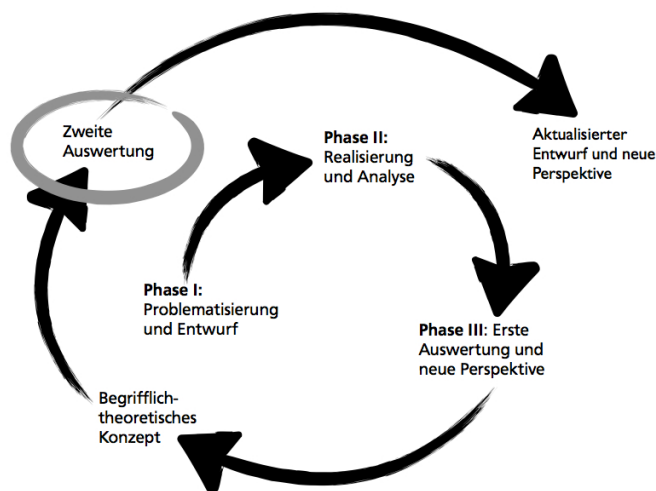 Zweite
Auswertung
Phase II:
Realisierung
und Analyse
Aktualisierter
Entwurf und neue
Perspektive
Phase I:
Problematisierung
und Entwurf
Phase III: Erste
Auswertung und
neue Perspektive
Begrifflich-
theoretisches
Konzept